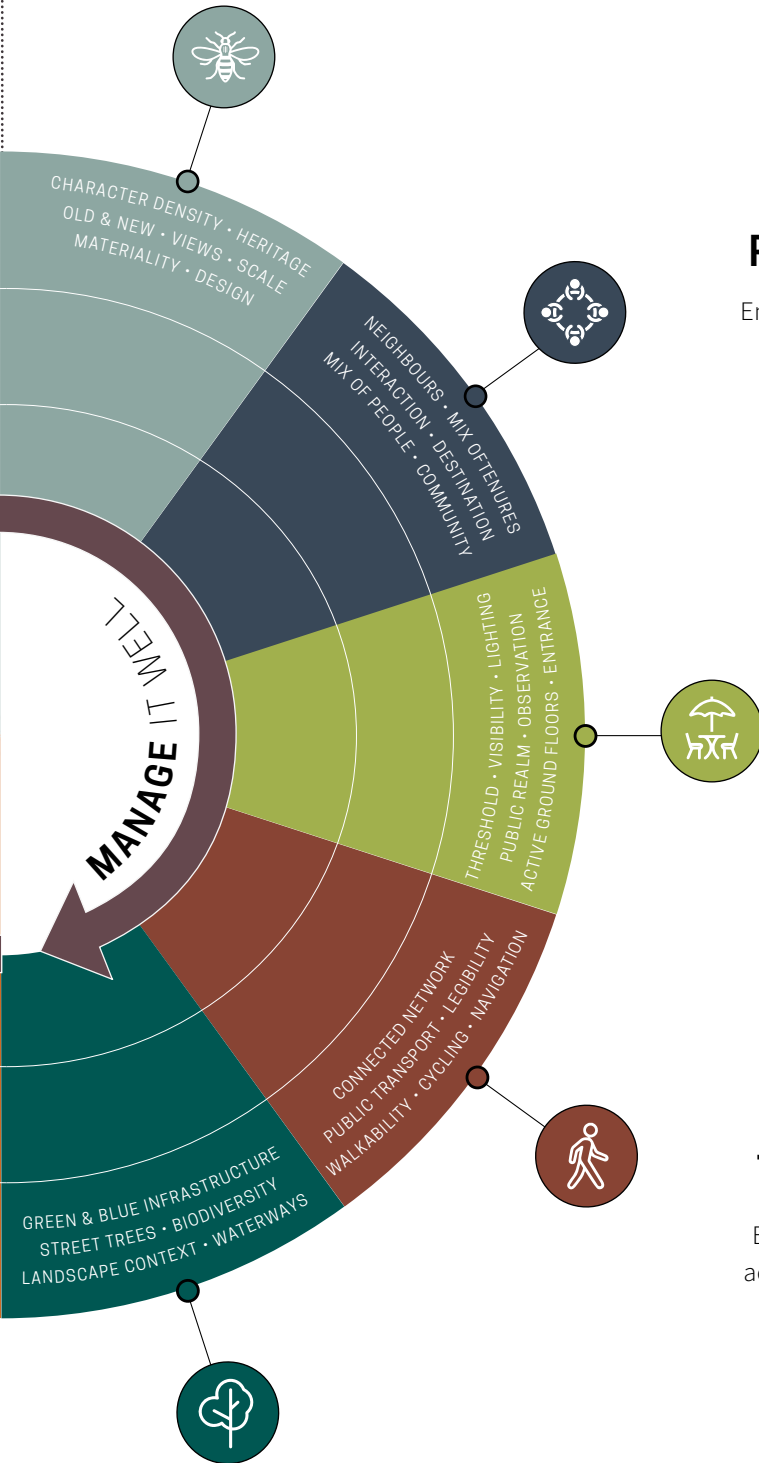 CHARACTER DENSITY • HERITAGE
OLD & NEW • VIEWS • SCALE
MATERIALITY • DESIGN
NEIGHBOURS • MIX OFTENURES
INTERACTION • DESTINATION
MIX OF PEOPLE • COMMUNITY
THRESHOLD • VISIBILITY • LIGHTING
PUBLIC REALM • OBSERVATION
ACTIVE GROUND FLOORS • ENTRANCE
MANAGE IT WELL
CONNECTED NETWORK
PUBLIC TRANSPORT • LEGIBILITY
WALKABILITY • CYCLING • NAVIGATION
GREEN & BLUE INFRASTRUCTURE
STREET TREES • BIODIVERSITY
LANDSCAPE CONTEXT • WATERWAYS